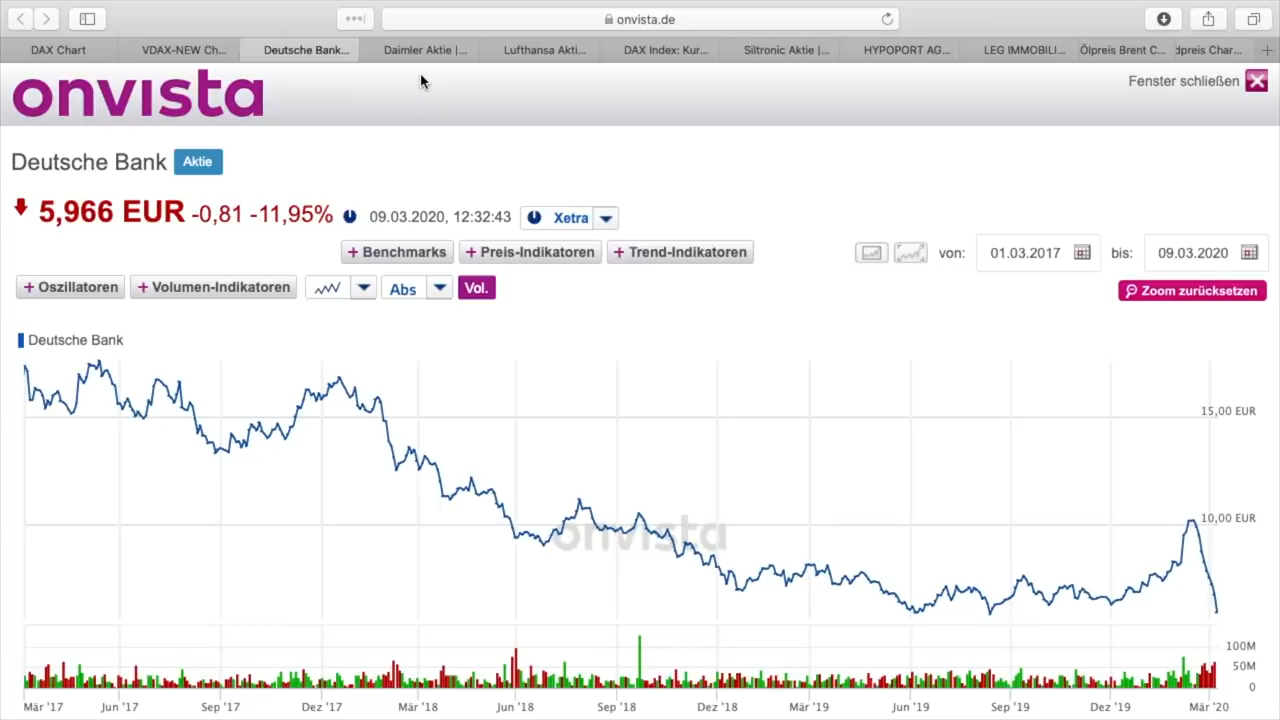 onvista.de
DAX Chart
VDAX-NEW Ch...
Deutsche Bank...
Daimler Aktie |...
Lufthansa Akti...
DAX Index: Kur...
Siltronic Aktie |...
HYPOPORT AG...
LEG IMMOBILI...
Ölpreis Brent C...
dpreis Char...
onvista
Fenster schließen
Deutsche Bank Aktie
5,966 EUR -0,81 -11,95% 09.03.2020, 12:32:43 Xetra
+ Benchmarks + Preis-Indikatoren + Trend-Indikatoren von: 01.03.2017 bis: 09.03.2020
+ Oszillatoren + Volumen-Indikatoren Abs Vol. Zoom zurücksetzen
Deutsche Bank
15,00 EUR
10,00 EUR
onvista
100M
50M
0
Mär '17 Jun '17 Sep '17 Dez '17 Mär '18 Jun '18 Sep '18 Dez '18 Mär '19 Jun '19 Sep '19 Dez '19 Mär '20